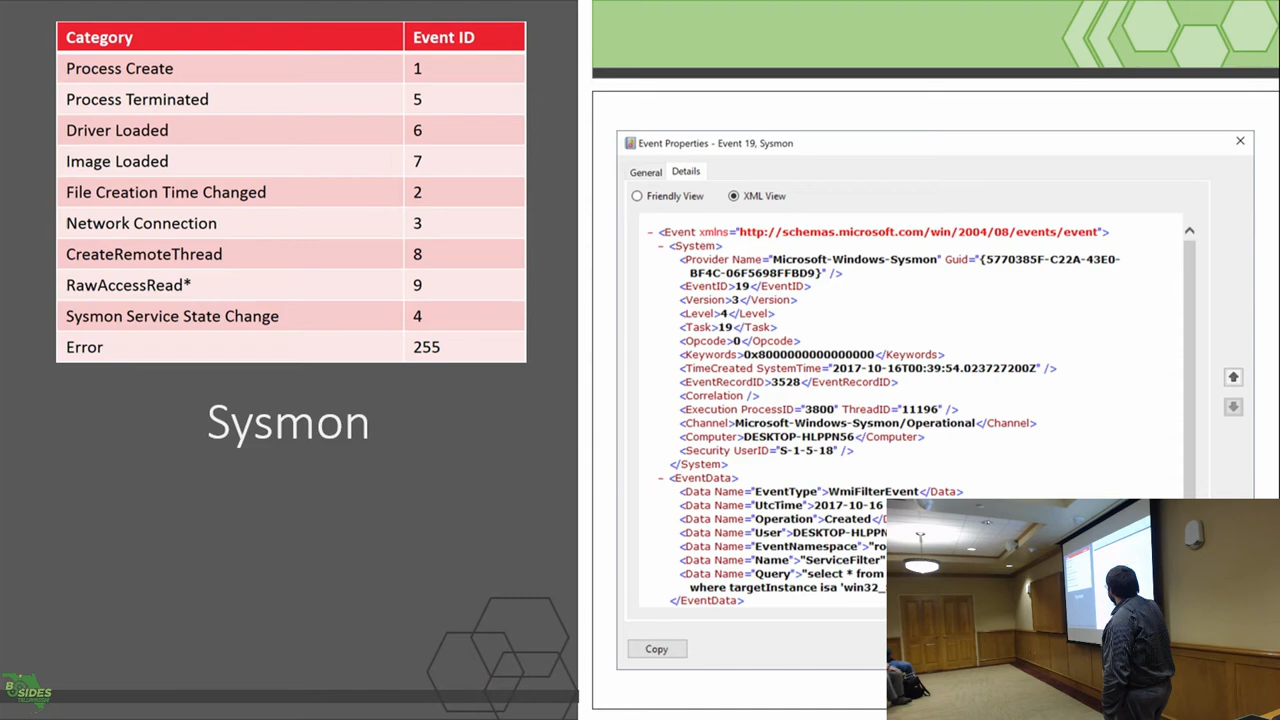 Category Event ID
Process Create 1
Process Terminated 5
Driver Loaded 6
Image Loaded 7
File Creation Time Changed 2
Network Connection 3
CreateRemoteThread 8
RawAccessRead* 9
Sysmon Service State Change 4
Error 255
Sysmon
B SIDES
Event Properties - Event 19, Sysmon
General Details
Friendly View XML View
- <Event xmlns="http://schemas.microsoft.com/win/2004/08/events/event">
- <System>
<Provider Name="Microsoft-Windows-Sysmon" Guid="{5770385F-C22A-43E0-
BF4C-06F5698FFBD9}" />
<EventID>19</EventID>
<Version>3</Version>
<Level>4</Level>
<Task>19</Task>
<Opcode>0</Opcode>
<Keywords>0x8000000000000000</Keywords>
<TimeCreated SystemTime="2017-10-16T00:39:54.023727200Z" />
<EventRecordID>3528</EventRecordID>
<Correlation />
<Execution ProcessID="3800" ThreadID="11196" />
<Channel>Microsoft-Windows-Sysmon/Operational</Channel>
<Computer>DESKTOP-HLPPN56</Computer>
<Security UserID="S-1-5-18" />
</System>
- <EventData>
<Data Name="EventType">WmiFilterEvent</Data>
<Data Name="UtcTime">2017-10-16
<Data Name="Operation">Created</
<Data Name="User">DESKTOP-HLPPN
<Data Name="EventNamespace">"ro
<Data Name="Name">"ServiceFilter"
<Data Name="Query">"select * from
where targetInstance isa 'win32_
</EventData>
Copy